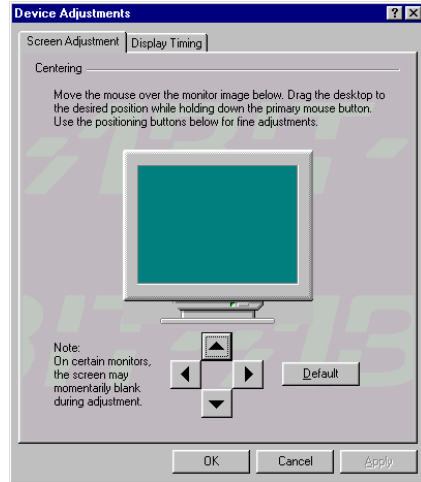 Device Adjustments
Screen Adjustment Display Timing
Centering
Move the mouse over the monitor image below. Drag the desktop to
the desired position while holding down the primary mouse button.
Use the positioning buttons below for fine adjustments.
Note:
On certain monitors,
the screen may
momentarily blank
during adjustment.
Default
OK Cancel Apply